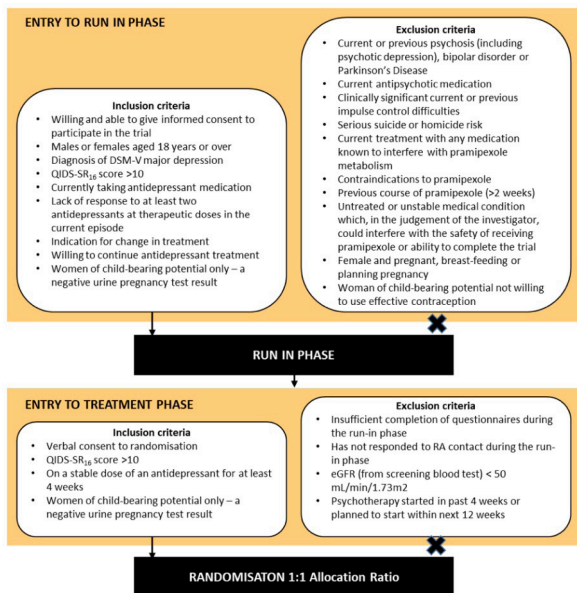 ENTRY TO RUN IN PHASE
Inclusion criteria
• Willing and able to give informed consent to
participate in the trial
• Males or females aged 18 years or over
• Diagnosis of DSM-V major depression
• QIDS-SR16 score >10
• Currently taking antidepressant medication
• Lack of response to at least two
antidepressants at therapeutic doses in the
current episode
• Indication for change in treatment
• Willing to continue antidepressant treatment
• Women of child-bearing potential only – a
negative urine pregnancy test result
Exclusion criteria
• Current or previous psychosis (including
psychotic depression), bipolar disorder or
Parkinson's Disease
• Current antipsychotic medication
• Clinically significant current or previous
impulse control difficulties
• Serious suicide or homicide risk
• Current treatment with any medication
known to interfere with pramipexole
metabolism
• Contraindications to pramipexole
• Previous course of pramipexole (>2 weeks)
• Untreated or unstable medical condition
which, in the judgement of the investigator,
could interfere with the safety of receiving
pramipexole or ability to complete the trial
• Female and pregnant, breast-feeding or
planning pregnancy
• Woman of child-bearing potential not willing
to use effective contraception
RUN IN PHASE
ENTRY TO TREATMENT PHASE
Inclusion criteria
• Verbal consent to randomisation
• QIDS-SR16 score >10
• On a stable dose of an antidepressant for at least
4 weeks
• Women of child-bearing potential only – a
negative urine pregnancy test result
Exclusion criteria
• Insufficient completion of questionnaires during
the run-in phase
• Has not responded to RA contact during the run-
in phase
• eGFR (from screening blood test) < 50
mL/min/1.73m2
• Psychotherapy started in past 4 weeks or
planned to start within next 12 weeks
RANDOMISATON 1:1 Allocation Ratio